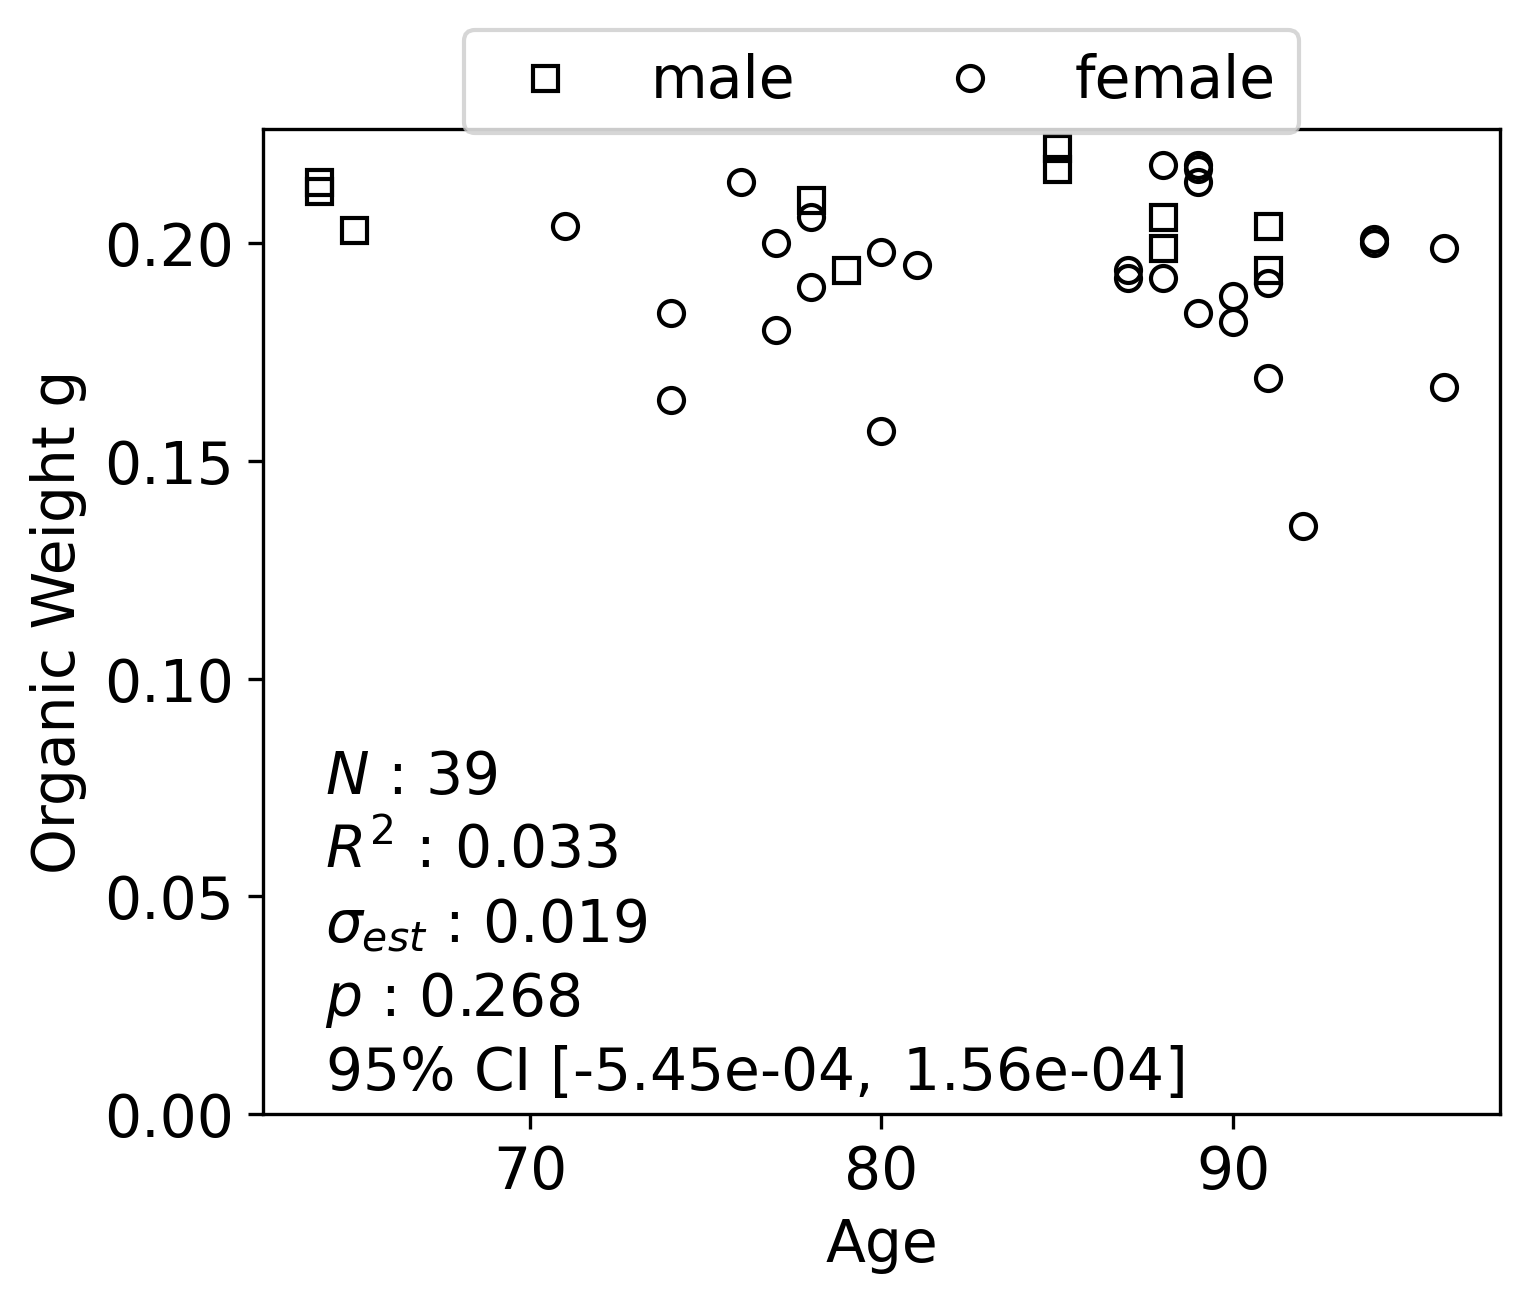 male female
0.20
0.15
0.10
0.05
0.00
Organic Weight g
N : 39
R² : 0.033
σest : 0.019
p : 0.268
95% CI [-5.45e-04, 1.56e-04]
70 80 90
Age